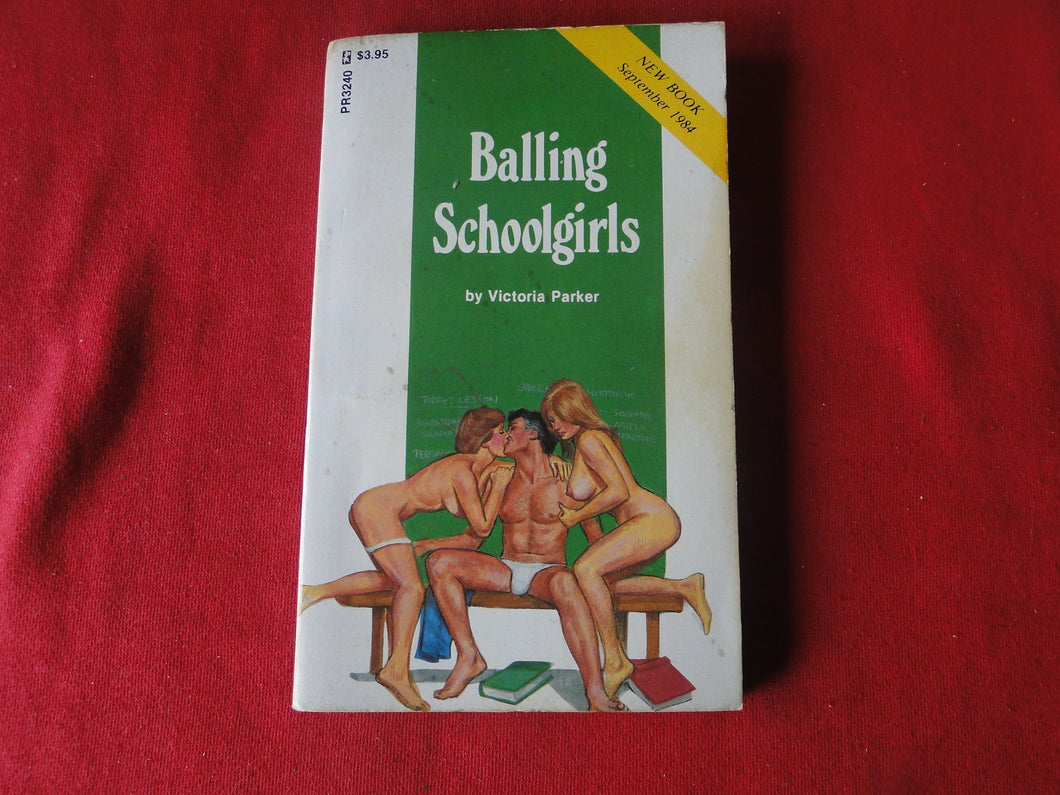 PR3240
$3.95
NEW BOOK
September 1984
Balling
Schoolgirls
by Victoria Parker
TODAY'S LESSON
HISTORY